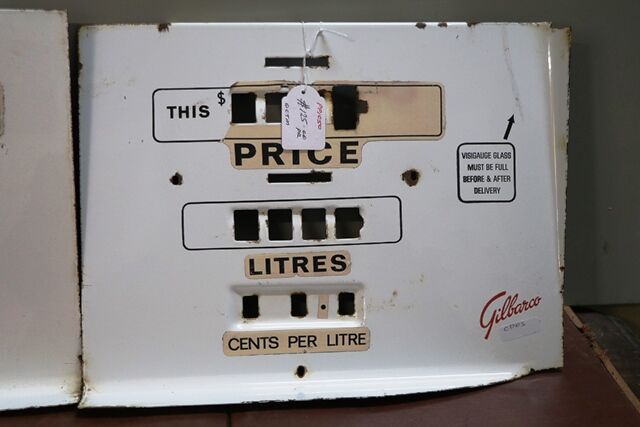 THIS $
PRICE
LITRES
CENTS PER LITRE
VISIGAUGE GLASS
MUST BE FULL
BEFORE & AFTER
DELIVERY
Gilbarco